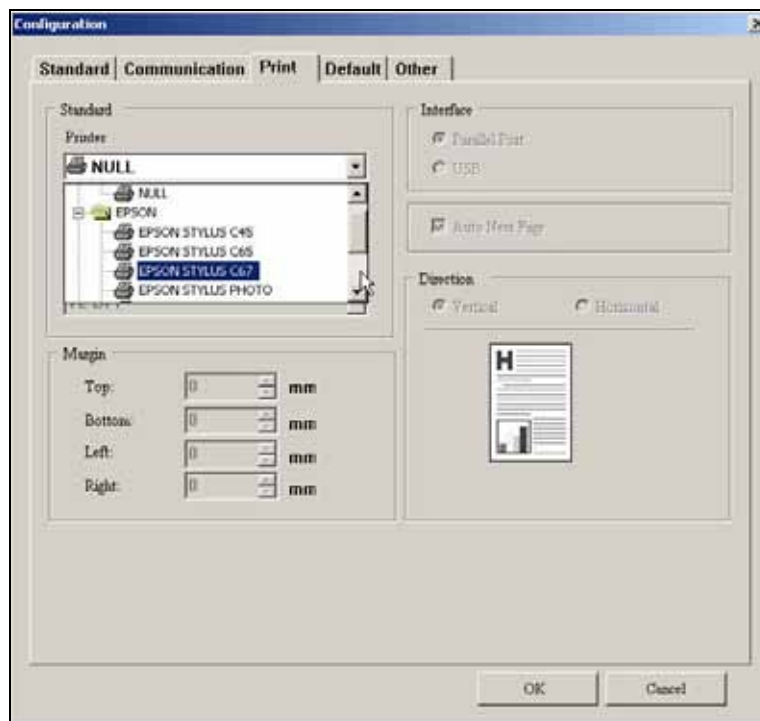 Configuration
Standard Communication Print Default Other
Standard
Printer
NULL
NULL
EPSON
EPSON STYLUS C45
EPSON STYLUS C65
EPSON STYLUS C67
EPSON STYLUS PHOTO
Margin
Top: 0 mm
Bottom: 0 mm
Left: 0 mm
Right: 0 mm
Interface
Parallel Port
USB
Auto Next Page
Direction
Vertical Horizontal
H
OK Cancel